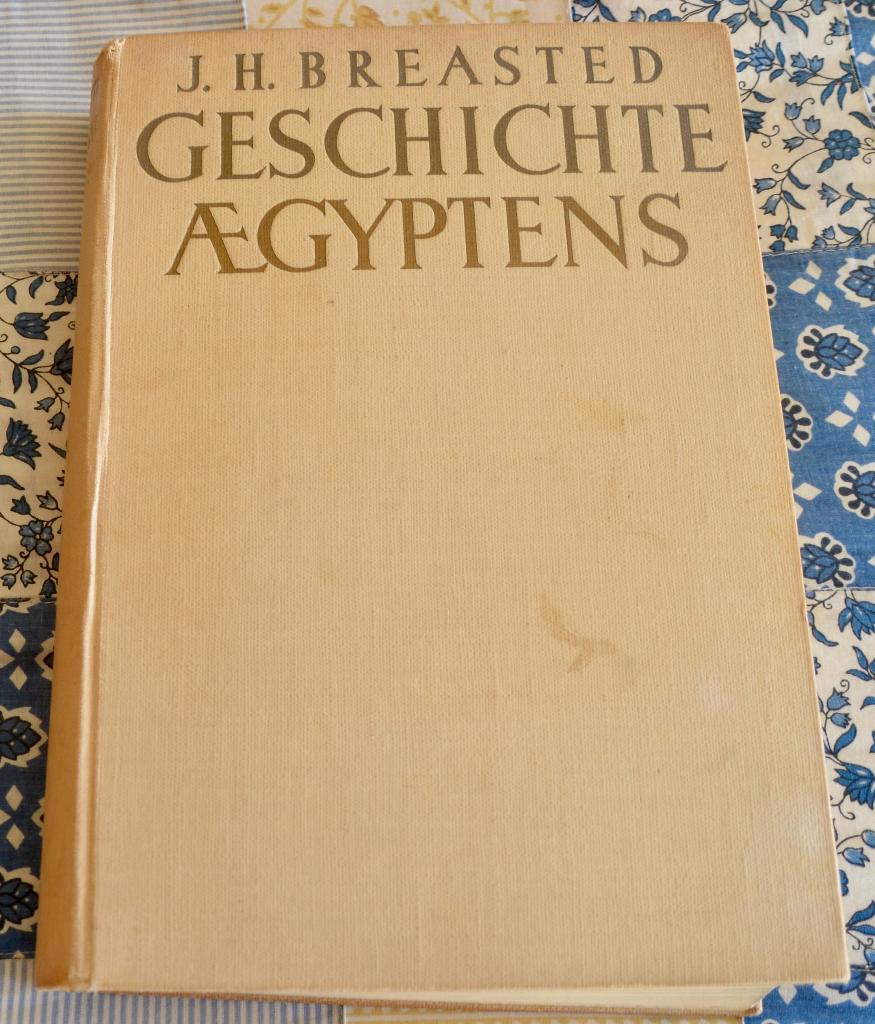 J. H. BREASTED
GESCHICHTE
ÆGYPTENS